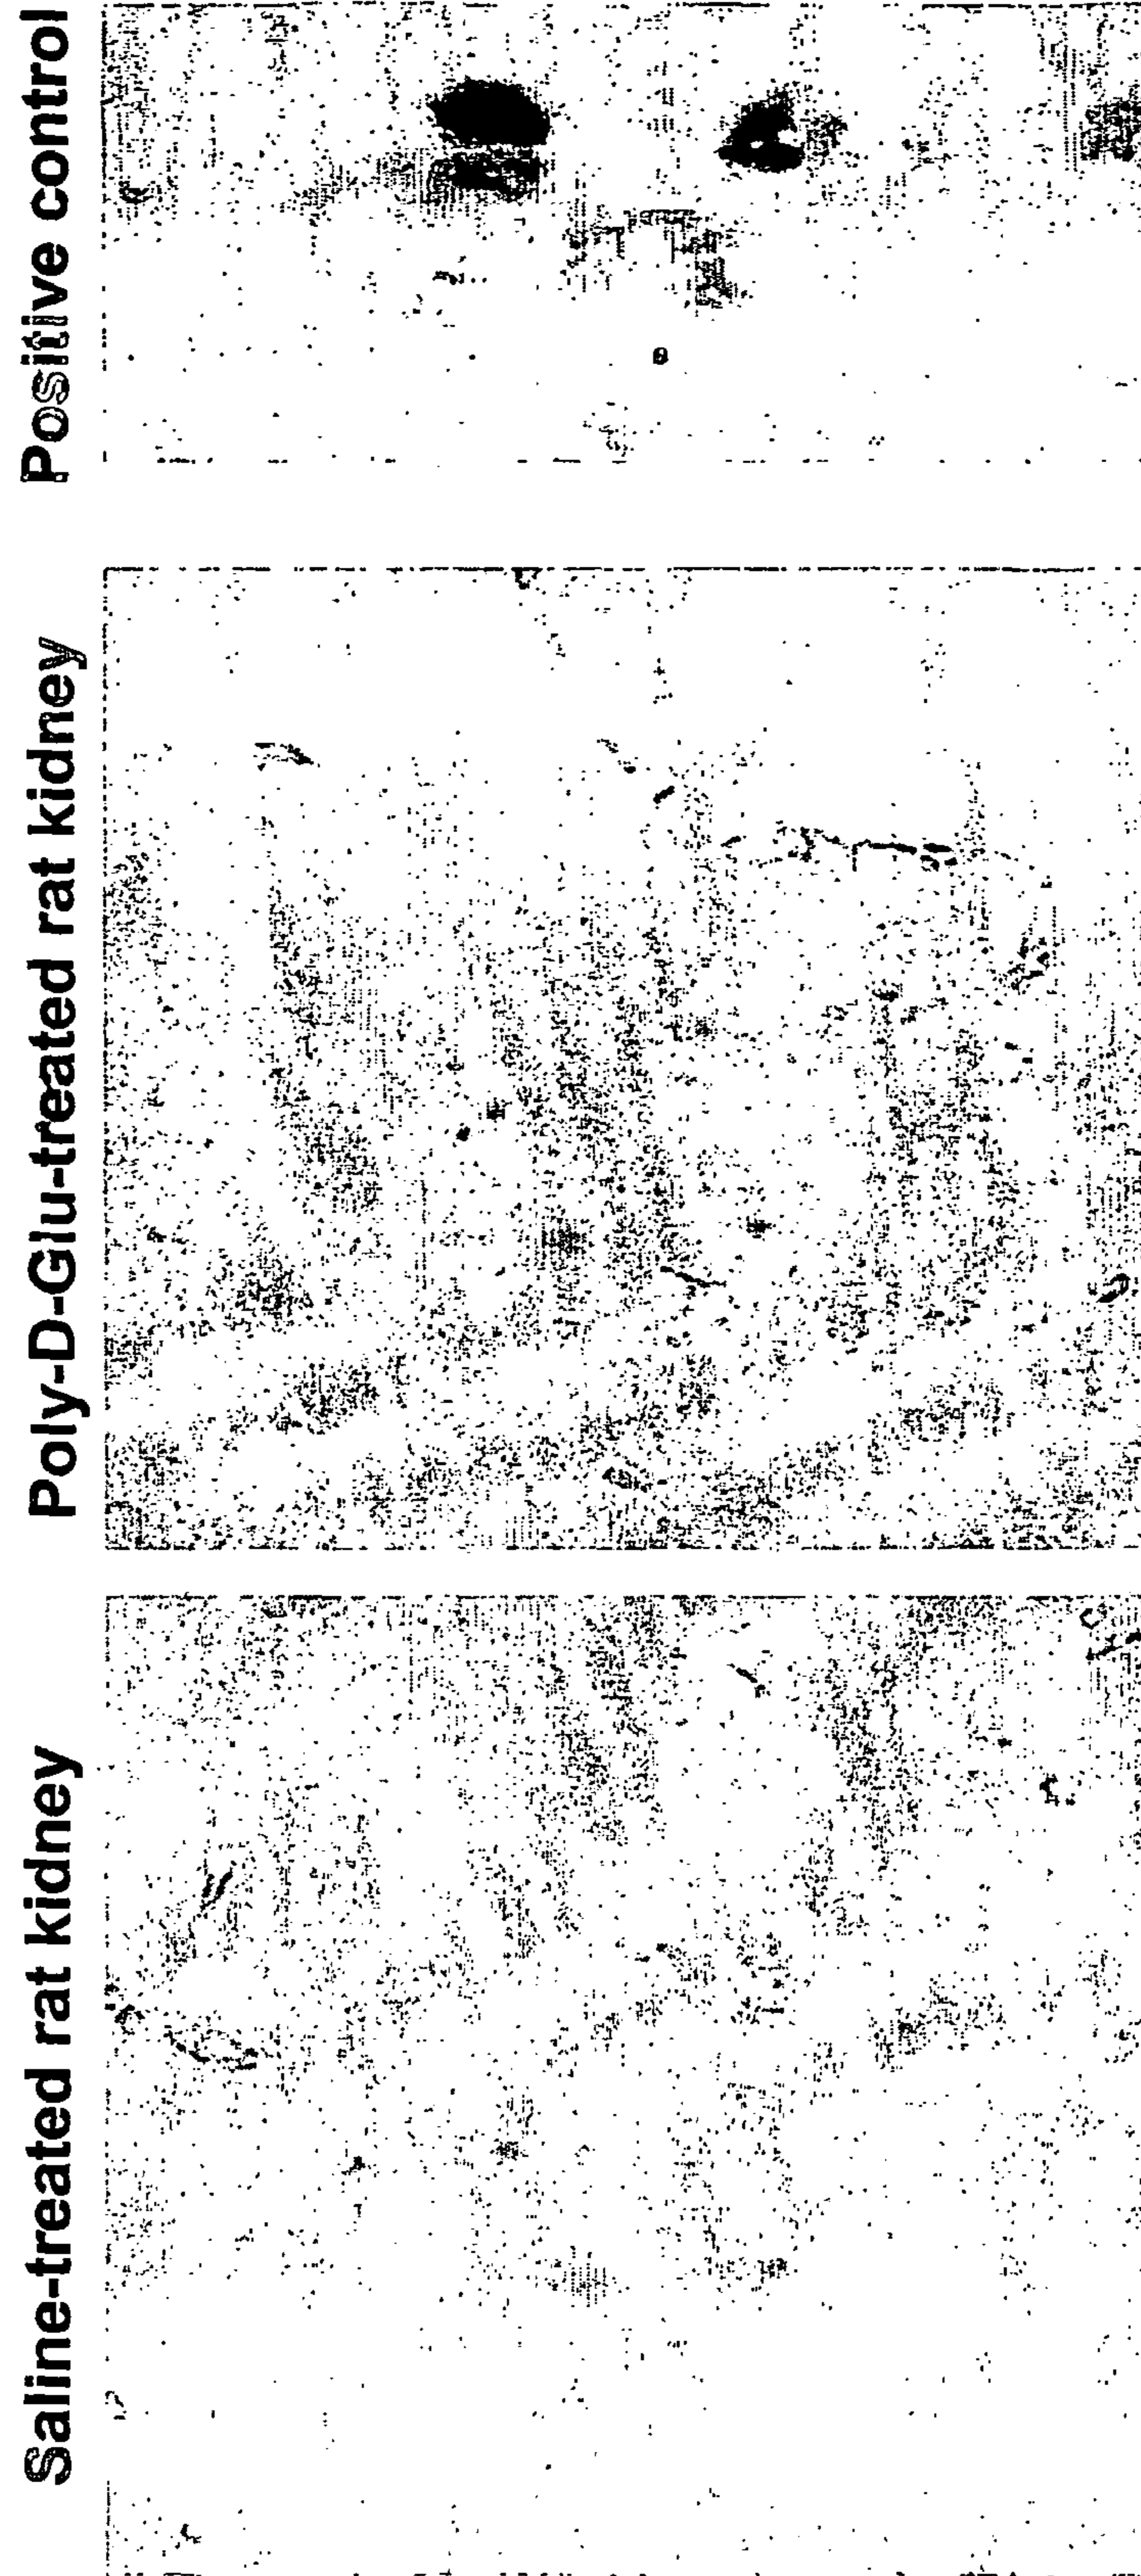 Positive control
Poly-D-Glu-treated rat kidney
Saline-treated rat kidney